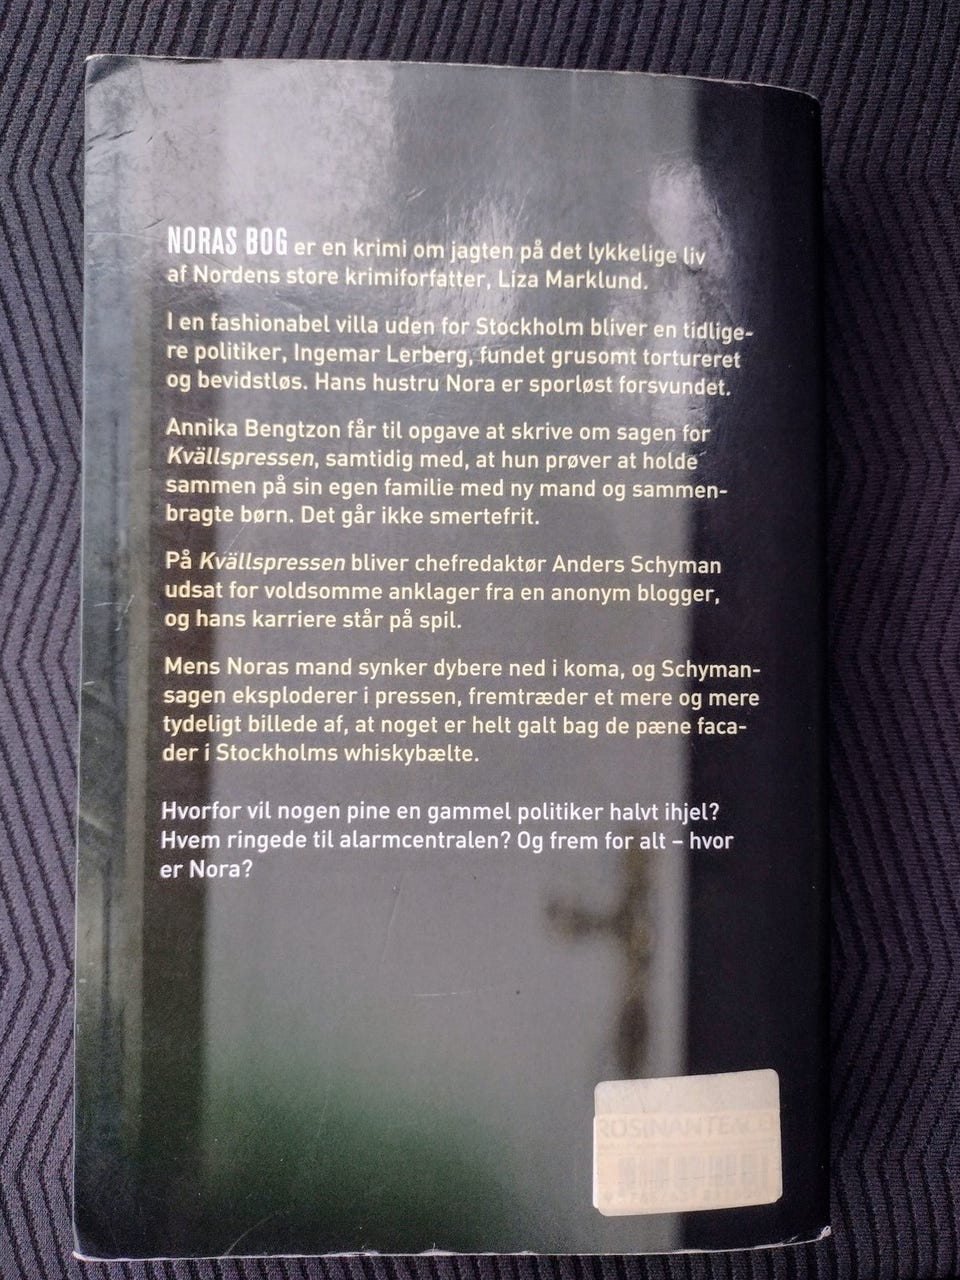 NORAS BOG er en krimi om jagten på det lykkelige liv
af Nordens store krimiforfatter, Liza Marklund.
I en fashionabel villa uden for Stockholm bliver en tidlige-
re politiker, Ingemar Lerberg, fundet grusomt tortureret
og bevidstløs. Hans hustru Nora er sporløst forsvundet.
Annika Bengtzon får til opgave at skrive om sagen for
Kvällspressen, samtidig med, at hun prøver at holde
sammen på sin egen familie med ny mand og sammen-
bragte børn. Det går ikke smertefrit.
På Kvällspressen bliver chefredaktør Anders Schyman
udsat for voldsomme anklager fra en anonym blogger,
og hans karriere står på spil.
Mens Noras mand synker dybere ned i koma, og Schyman-
sagen eksploderer i pressen, fremtræder et mere og mere
tydeligt billede af, at noget er helt galt bag de pæne faca-
der i Stockholms whiskybælte.
Hvorfor vil nogen pine en gammel politiker halvt ihjel?
Hvem ringede til alarmcentralen? Og frem for alt – hvor
er Nora?